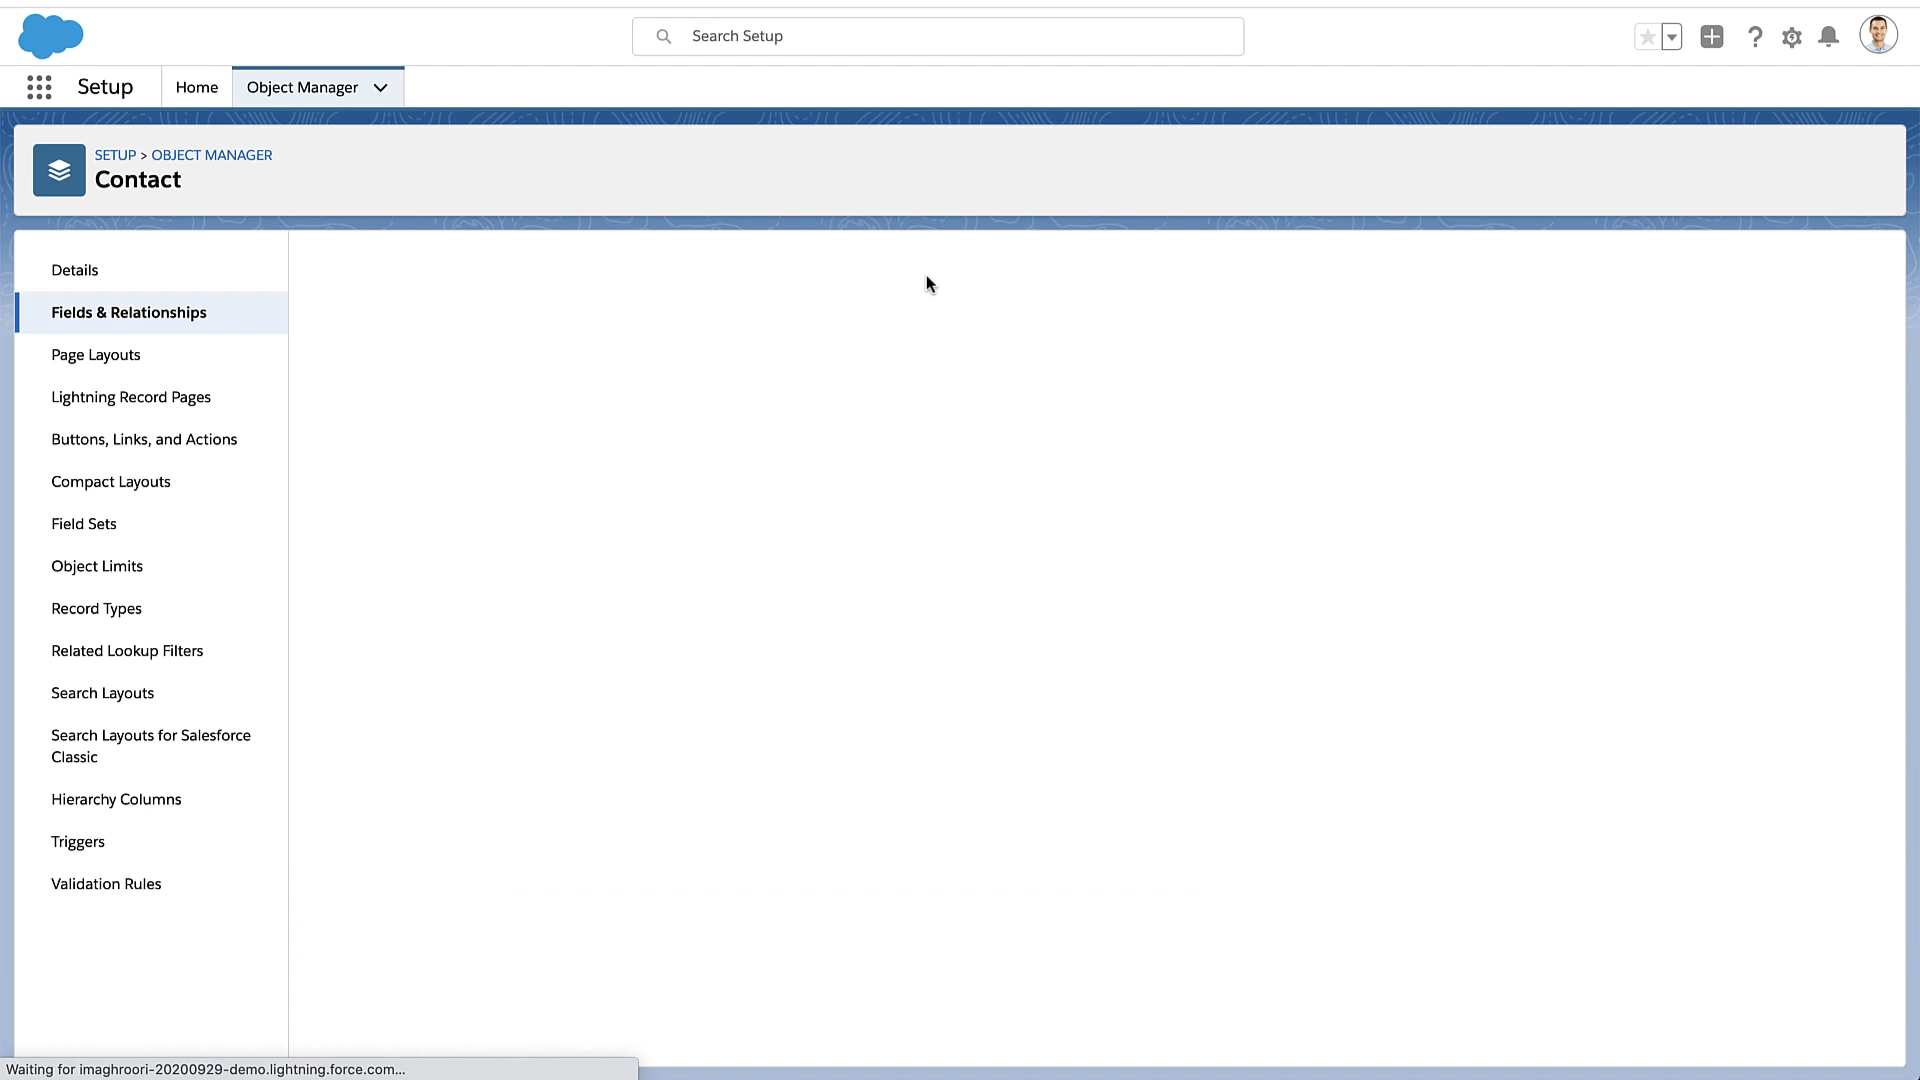 Search Setup
Setup
Home
Object Manager
SETUP > OBJECT MANAGER
Contact
Details
Fields & Relationships
Page Layouts
Lightning Record Pages
Buttons, Links, and Actions
Compact Layouts
Field Sets
Object Limits
Record Types
Related Lookup Filters
Search Layouts
Search Layouts for Salesforce
Classic
Hierarchy Columns
Triggers
Validation Rules
Waiting for imaghroori-20200929-demo.lightning.force.com...